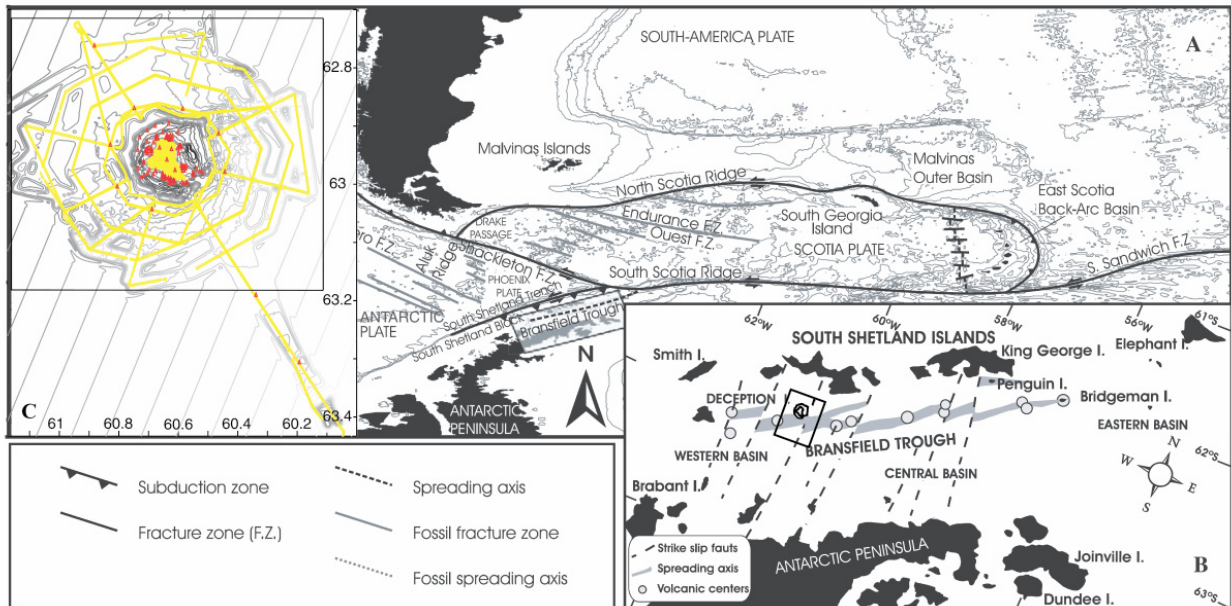 C
62.8
63
63.2
63.4
61
60.8
60.6
60.4
60.2
A
SOUTH-AMERICA PLATE
Malvinas Islands
North Scotia Ridge
Malvinas
Outer Basin
East Scotia
Back-Arc Basin
DRAKE
PASSAGE
Endurance F.Z.
Ouest F.Z.
South Georgia
Island
SCOTIA PLATE
ro F.Z.
Aluk
Ridge
Shackleton F.Z.
PHOENIX
PLATE
South Scotia Ridge
S. Sandwich F.Z
ANTARCTIC
PLATE
South Shetland Trench
South Shetland Block
Bransfield Trough
N
ANTARCTIC
PENINSULA
62°W
60°W
58°W
56°W
61°S
SOUTH SHETLAND ISLANDS
Smith I.
King George I.
Elephant I.
Penguin I.
DECEPTION
Bridgeman I.
EASTERN BASIN
WESTERN BASIN
BRANSFIELD TROUGH
CENTRAL BASIN
62°S
N
W
E
S
Brabant I.
ANTARCTIC PENINSULA
Joinville I.
Dundee I.
B
63°S
Strike slip fauts
Spreading axis
Volcanic centers
Subduction zone
Fracture zone (F.Z.)
Spreading axis
Fossil fracture zone
Fossil spreading axis